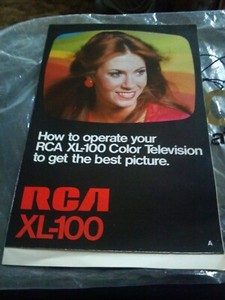 How to operate your
RCA XL-100 Color Television
to get the best picture.
RCA
XL-100
A